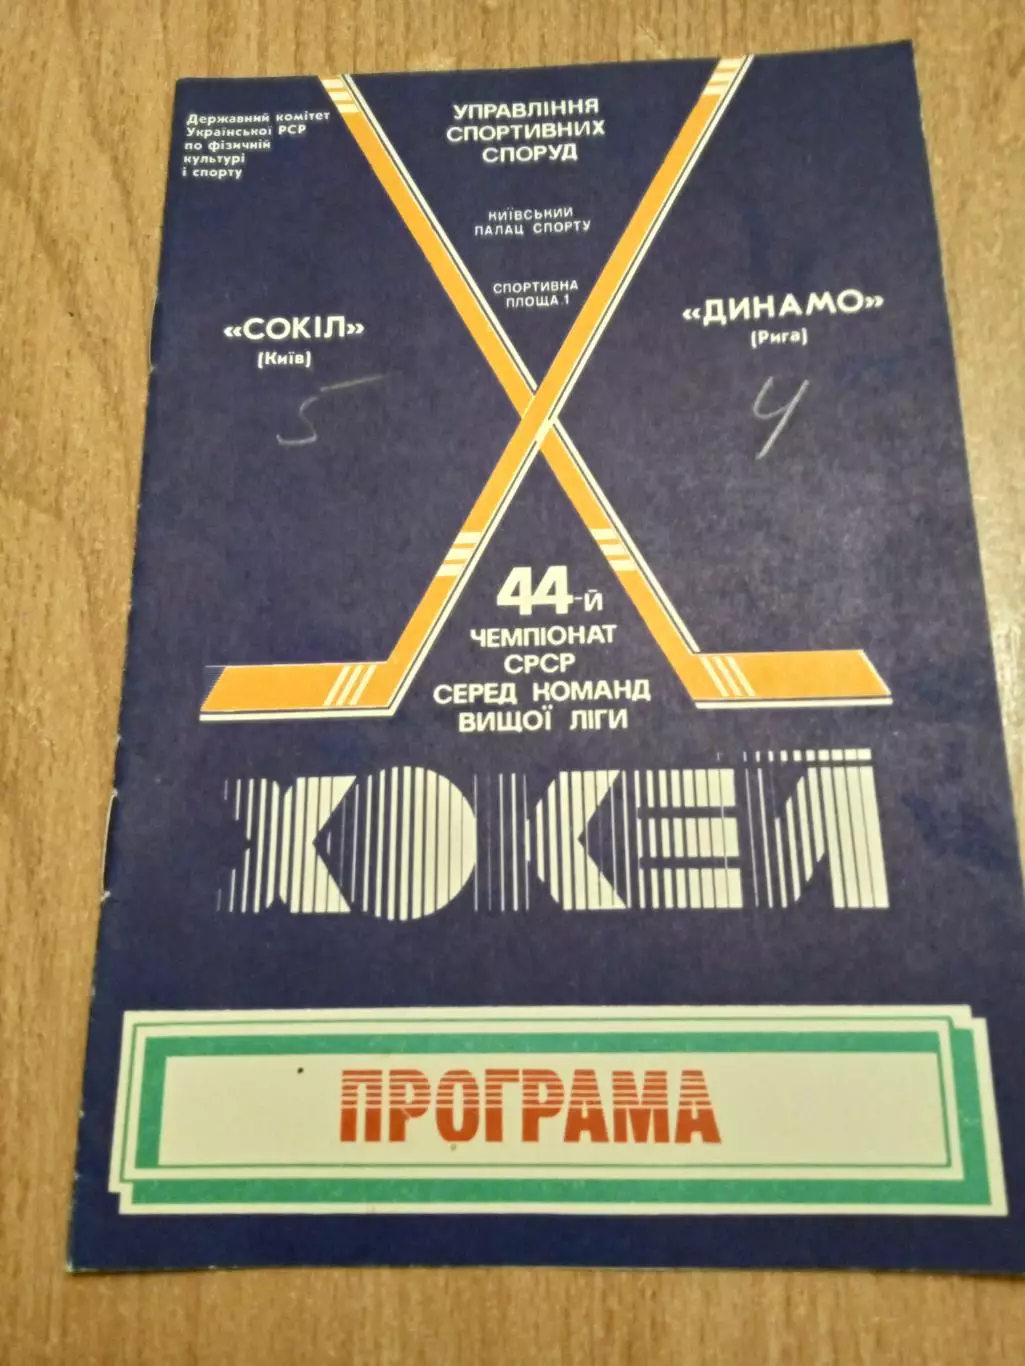 Державний комітет
Української РСР
по фізичній
культурі
і спорту
УПРАВЛІННЯ
СПОРТИВНИХ
СПОРУД
КИЇВСЬКИЙ
ПАЛАЦ СПОРТУ
СПОРТИВНА
ПЛОЩА.1
«СОКІЛ»
(Київ)
5
«ДИНАМО»
(Рига)
4
44-й
ЧЕМПІОНАТ
СРСР
СЕРЕД КОМАНД
ВИЩОЇ ЛІГИ
ХОКЕЙ
ПРОГРАМА